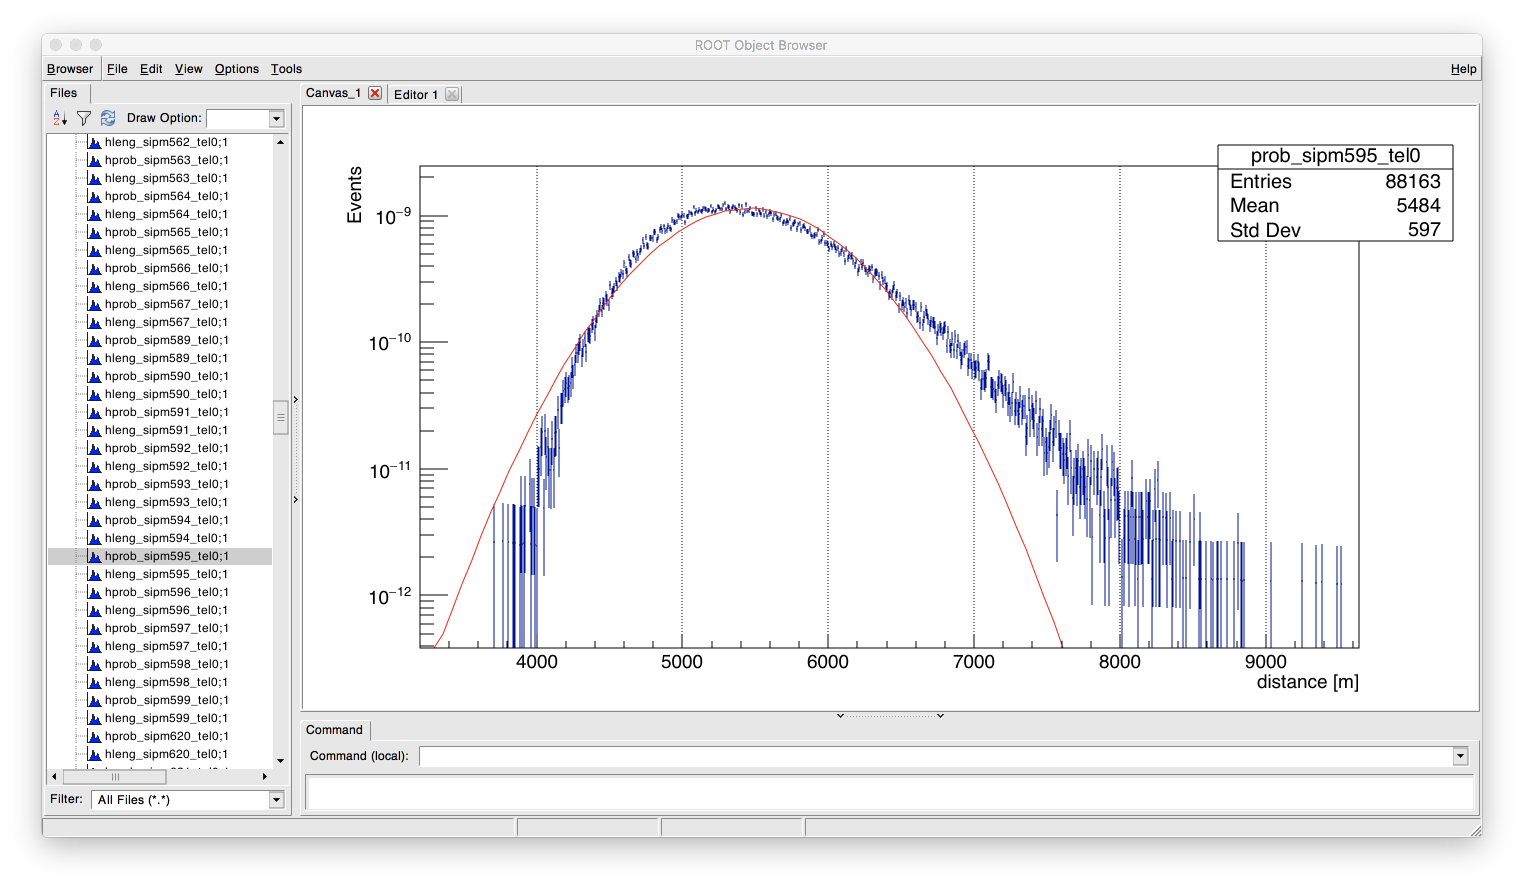 ROOT Object Browser
Browser File Edit View Options Tools Help
Files
Draw Option:
hleng_sipm562_tel0;1
hprob_sipm563_tel0;1
hleng_sipm563_tel0;1
hprob_sipm564_tel0;1
hleng_sipm564_tel0;1
hprob_sipm565_tel0;1
hleng_sipm565_tel0;1
hprob_sipm566_tel0;1
hleng_sipm566_tel0;1
hprob_sipm567_tel0;1
hleng_sipm567_tel0;1
hprob_sipm589_tel0;1
hleng_sipm589_tel0;1
hprob_sipm590_tel0;1
hleng_sipm590_tel0;1
hprob_sipm591_tel0;1
hleng_sipm591_tel0;1
hprob_sipm592_tel0;1
hleng_sipm592_tel0;1
hprob_sipm593_tel0;1
hleng_sipm593_tel0;1
hprob_sipm594_tel0;1
hleng_sipm594_tel0;1
hprob_sipm595_tel0;1
hleng_sipm595_tel0;1
hprob_sipm596_tel0;1
hleng_sipm596_tel0;1
hprob_sipm597_tel0;1
hleng_sipm597_tel0;1
hprob_sipm598_tel0;1
hleng_sipm598_tel0;1
hprob_sipm599_tel0;1
hleng_sipm599_tel0;1
hprob_sipm620_tel0;1
hleng_sipm620_tel0;1
Filter: All Files (*.*)
Canvas_1 Editor 1
prob_sipm595_tel0
Entries 88163
Mean 5484
Std Dev 597
Events
10⁻⁹
10⁻¹⁰
10⁻¹¹
10⁻¹²
4000 5000 6000 7000 8000 9000
distance [m]
Command
Command (local):